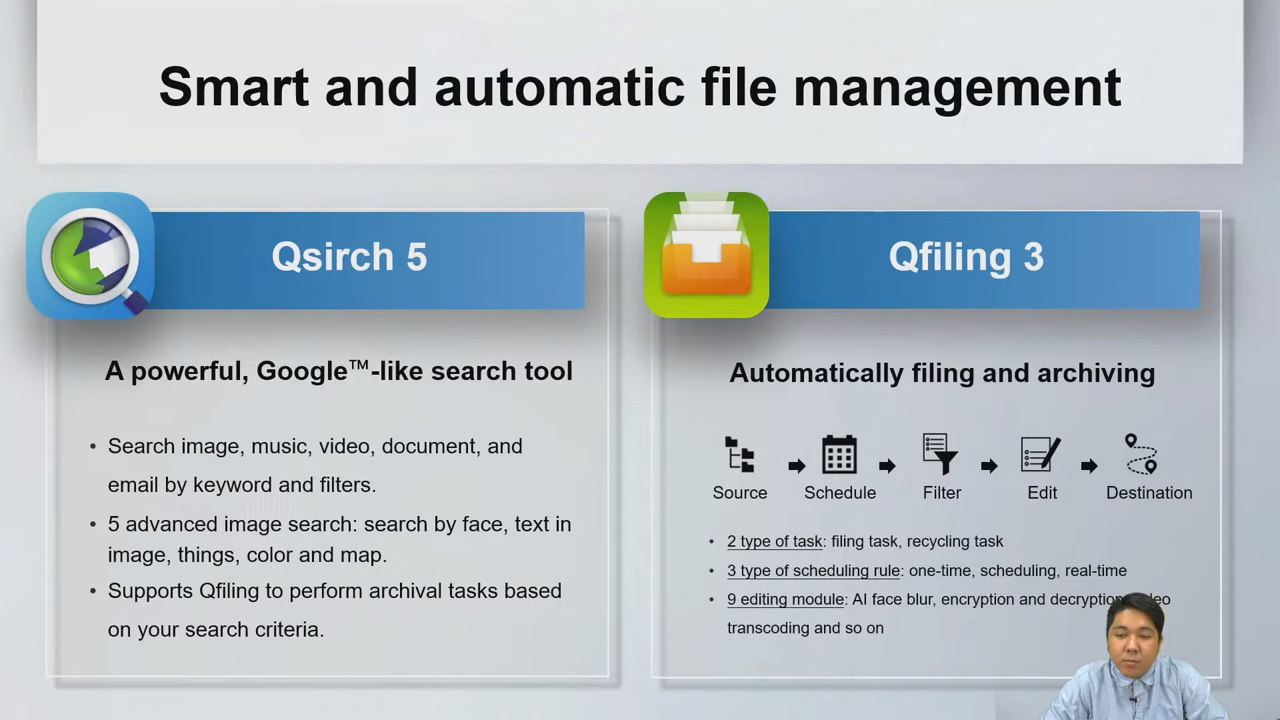 Smart and automatic file management
Qsirch 5
A powerful, Google™-like search tool
• Search image, music, video, document, and
email by keyword and filters.
• 5 advanced image search: search by face, text in
image, things, color and map.
• Supports Qfiling to perform archival tasks based
on your search criteria.
Qfiling 3
Automatically filing and archiving
Source Schedule Filter Edit Destination
• 2 type of task: filing task, recycling task
• 3 type of scheduling rule: one-time, scheduling, real-time
• 9 editing module: AI face blur, encryption and decryption
transcoding and so on